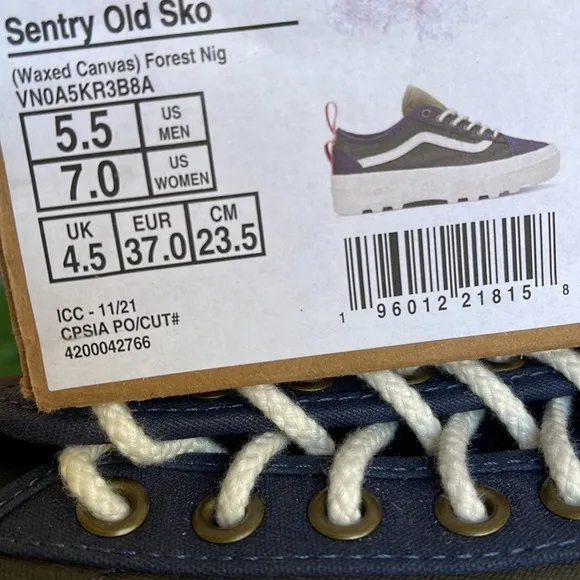 Sentry Old Sko
(Waxed Canvas) Forest Nig
VN0A5KR3B8A
5.5 US MEN
7.0 US WOMEN
UK 4.5 EUR 37.0 CM 23.5
ICC - 11/21
CPSIA PO/CUT#
4200042766
1 96012 21815 8